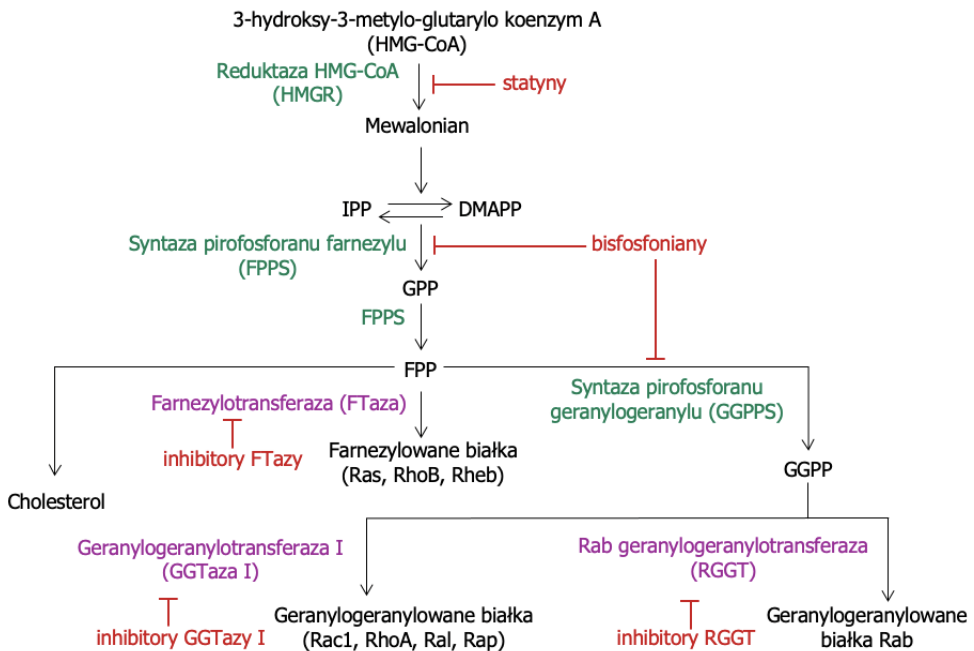 3-hydroksy-3-metylo-glutarylo koenzym A
(HMG-CoA)
Reduktaza HMG-CoA
(HMGR)
statyny
Mewalonian
IPP
DMAPP
Syntaza pirofosforanu farnezylu
(FPPS)
bisfosfoniany
GPP
FPPS
FPP
Farnezylotransferaza (FTaza)
Syntaza pirofosforanu
geranylogeranylu (GGPPS)
inhibitory FTazy
Farnezylowane białka
(Ras, RhoB, Rheb)
GGPP
Cholesterol
Geranylogeranylotransferaza I
(GGTaza I)
Rab geranylogeranylotransferaza
(RGGT)
inhibitory GGTazy I
Geranylogeranylowane białka
(Rac1, RhoA, Ral, Rap)
inhibitory RGGT
Geranylogeranylowane
białka Rab